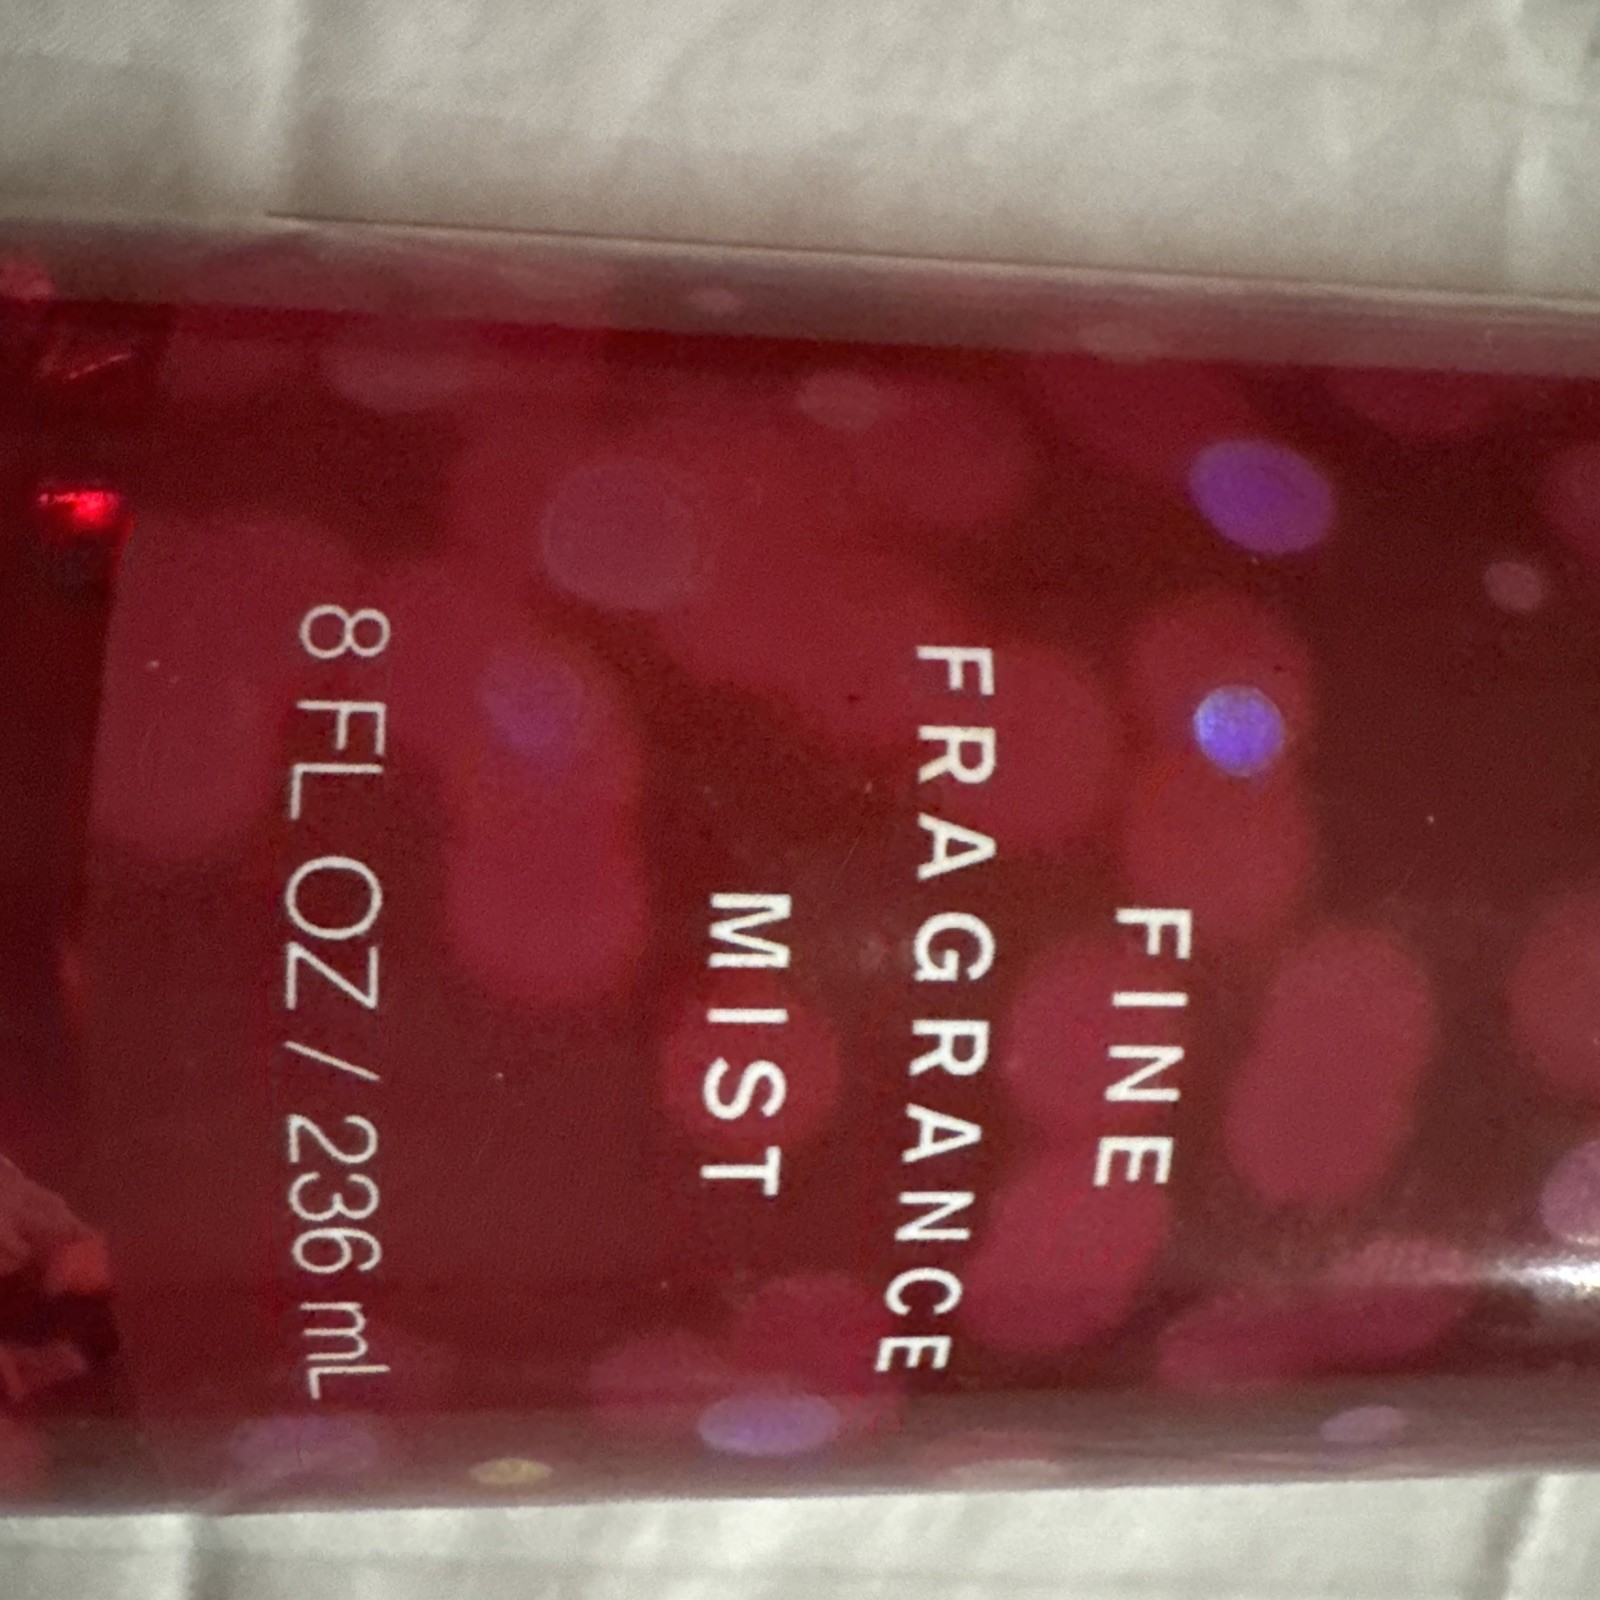 FINE
FRAGRANCE
MIST
8 FL OZ / 236 mL